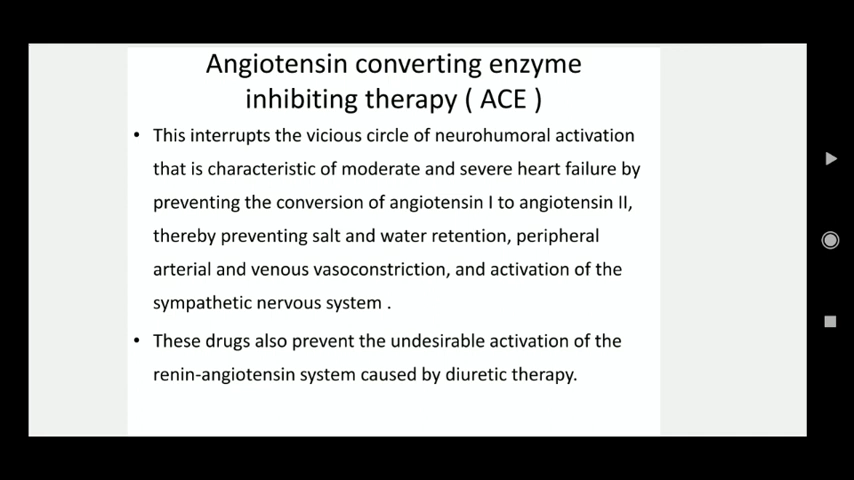 Angiotensin converting enzyme
inhibiting therapy ( ACE )
• This interrupts the vicious circle of neurohumoral activation
that is characteristic of moderate and severe heart failure by
preventing the conversion of angiotensin I to angiotensin II,
thereby preventing salt and water retention, peripheral
arterial and venous vasoconstriction, and activation of the
sympathetic nervous system .
• These drugs also prevent the undesirable activation of the
renin-angiotensin system caused by diuretic therapy.